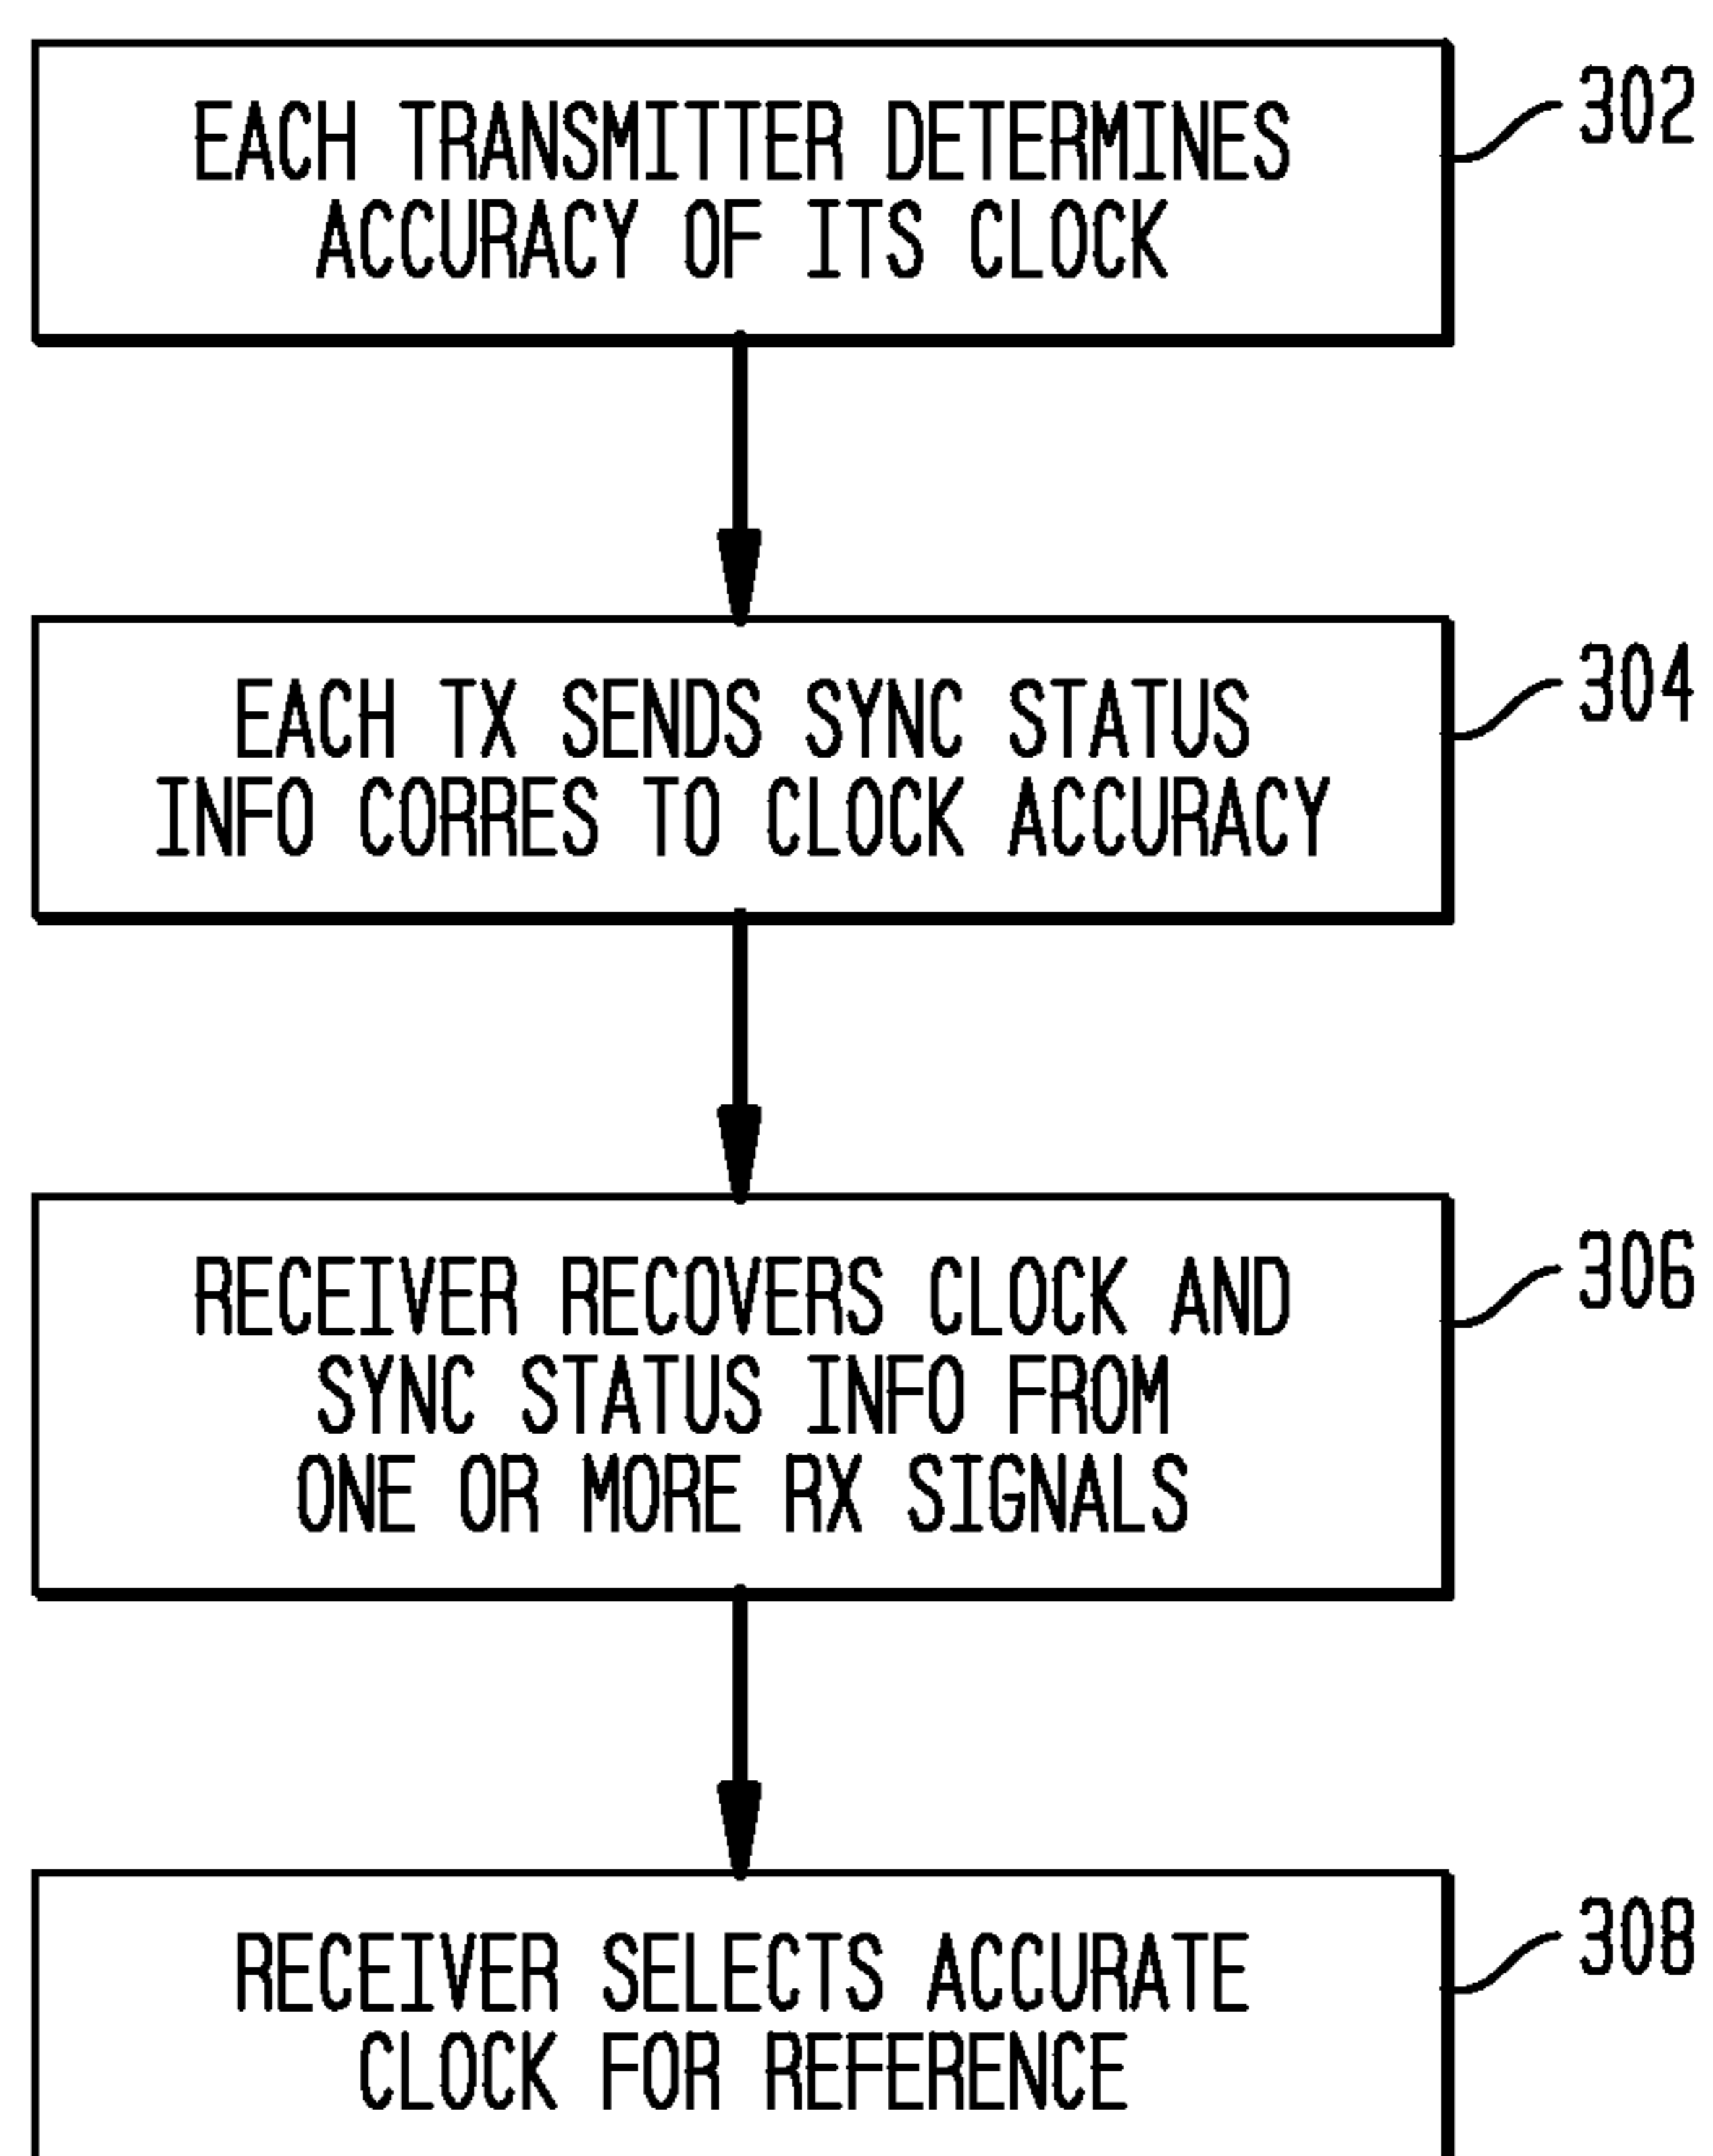 EACH TRANSMITTER DETERMINES
ACCURACY OF ITS CLOCK
302
EACH TX SENDS SYNC STATUS
INFO CORRES TO CLOCK ACCURACY
304
RECEIVER RECOVERS CLOCK AND
SYNC STATUS INFO FROM
ONE OR MORE RX SIGNALS
306
RECEIVER SELECTS ACCURATE
CLOCK FOR REFERENCE
308